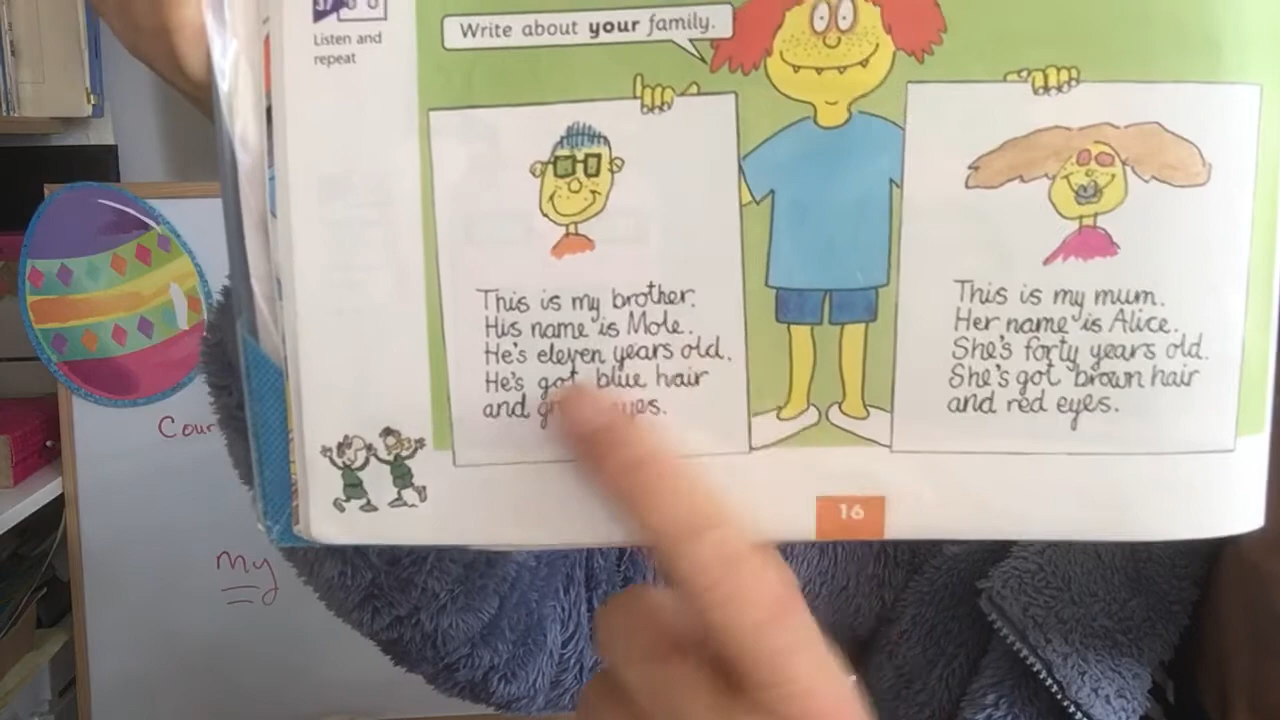 Listen and
repeat
Write about your family.
This is my brother.
His name is Mole.
He's eleven years old.
He's got blue hair
and eyes.
This is my mum.
Her name is Alice.
She's forty years old.
She's got brown hair
and red eyes.
16
My